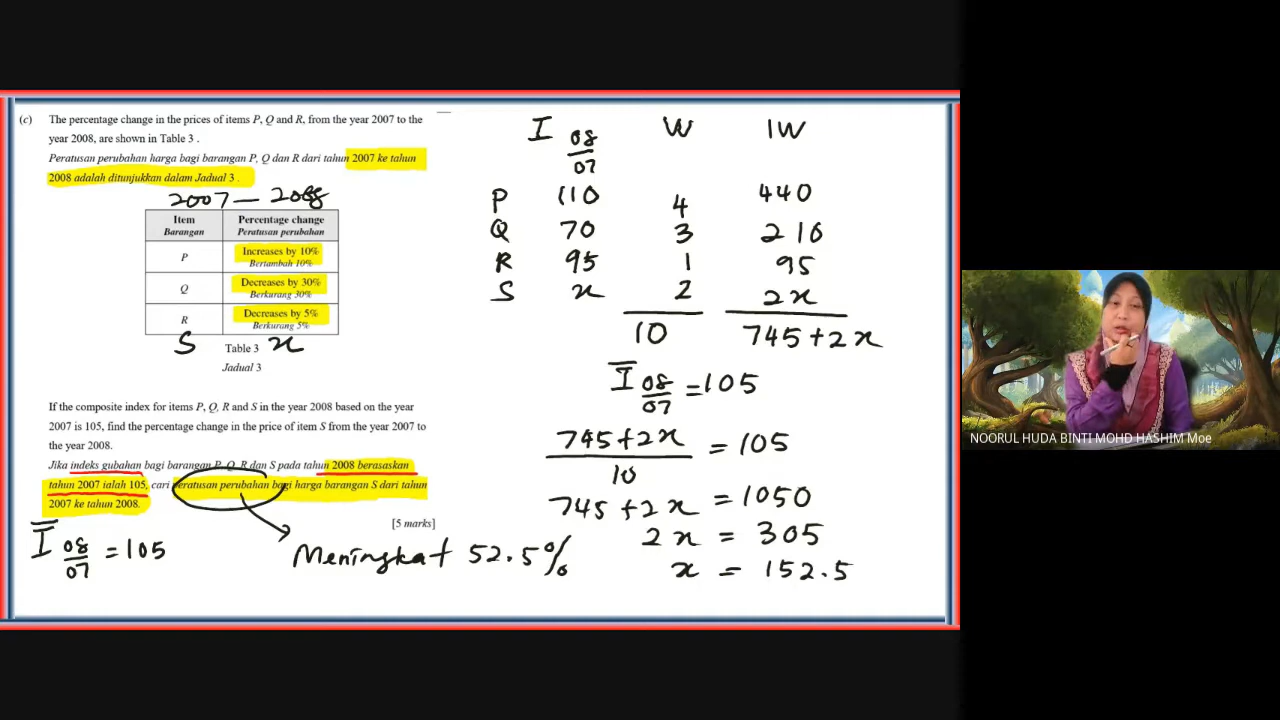 (c) The percentage change in the prices of items P, Q and R, from the year 2007 to the
year 2008, are shown in Table 3 .
Peratusan perubahan harga bagi barangan P, Q dan R dari tahun 2007 ke tahun
2008 adalah ditunjukkan dalam Jadual 3 .
2007 — 2008
Item Percentage change
Barangan Peratusan perubahan
P Increases by 10%
Bertambah 10%
Q Decreases by 30%
Berkurang 30%
R Decreases by 5%
Berkurang 5%
S x
Table 3
Jadual 3
If the composite index for items P, Q, R and S in the year 2008 based on the year
2007 is 105, find the percentage change in the price of item S from the year 2007 to
the year 2008.
Jika indeks gubahan bagi barangan P, Q, R dan S pada tahun 2008 berasaskan
tahun 2007 ialah 105, cari peratusan perubahan bagi harga barangan S dari tahun
2007 ke tahun 2008.
[5 marks]
Ī 08/07 = 105
Meningkat 52.5%
I 08/07 W IW
P 110 4 440
Q 70 3 210
R 95 1 95
S x 2 2x
10 745+2x
Ī 08/07 = 105
745+2x / 10 = 105
745+2x = 1050
2x = 305
x = 152.5
NOORUL HUDA BINTI MOHD HASHIM Moe